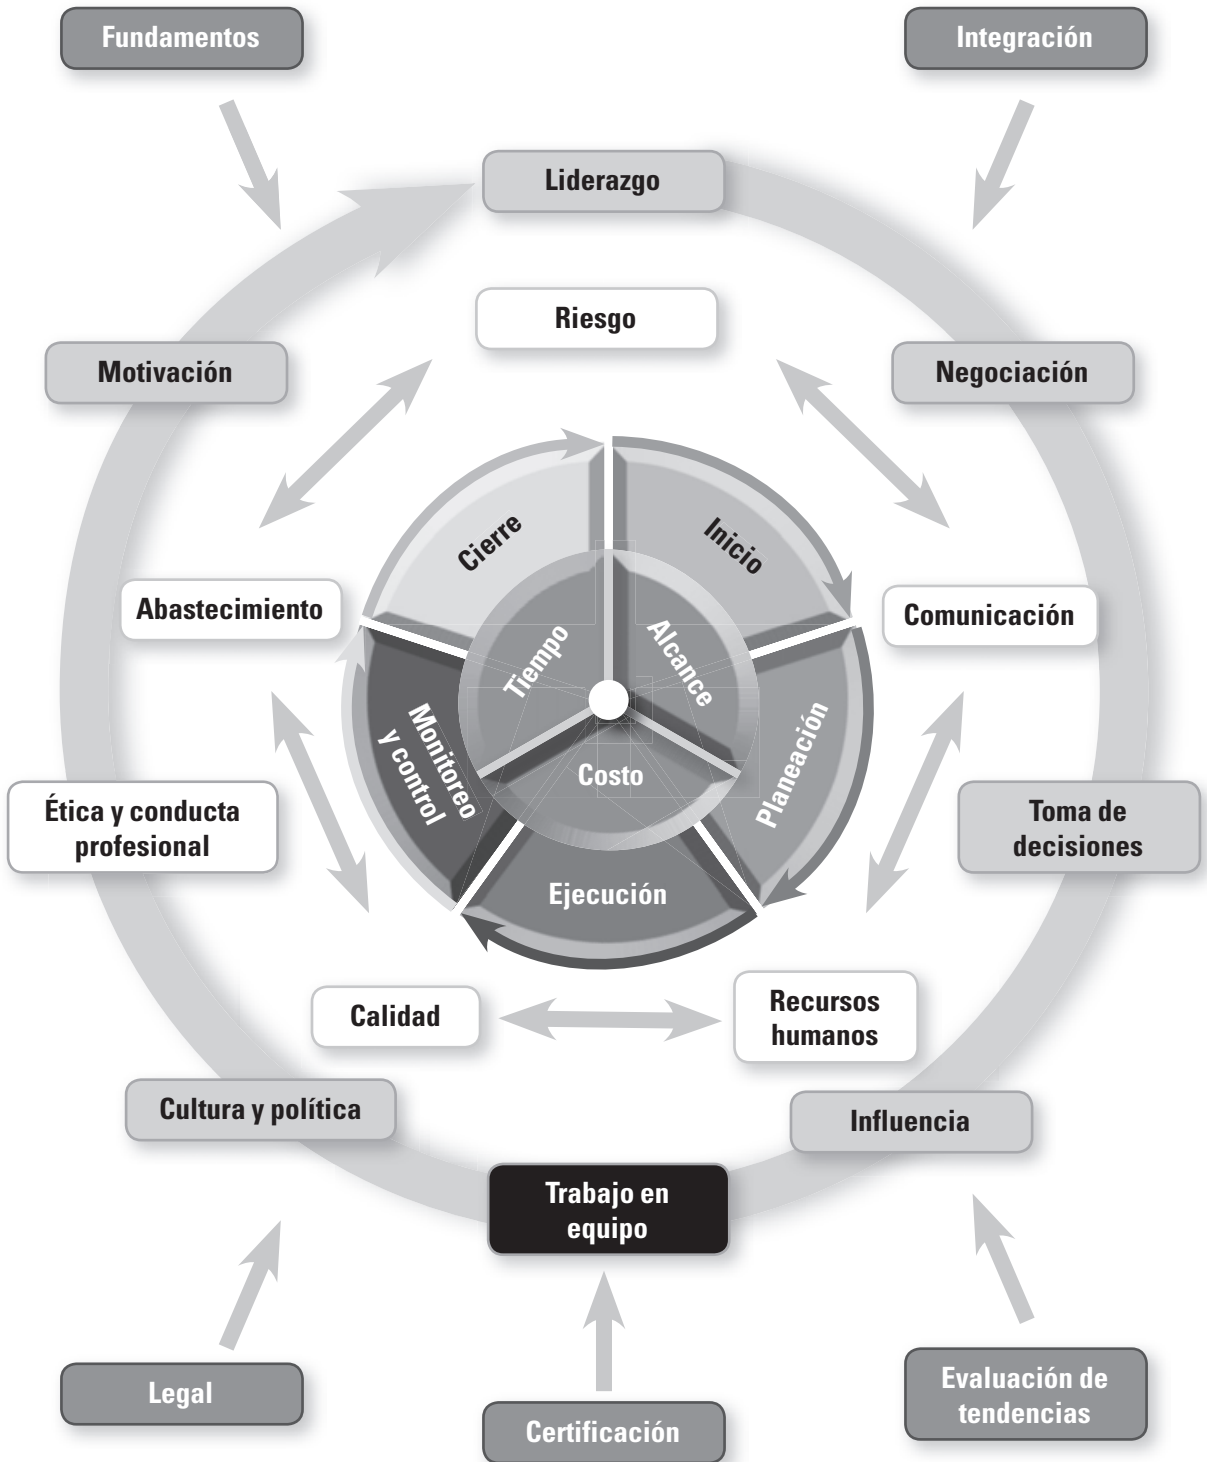 Fundamentos
Integración
Liderazgo
Riesgo
Motivación
Negociación
Cierre
Inicio
Abastecimiento
Comunicación
Tiempo
Alcance
Monitoreo
y control
Costo
Planeación
Ética y conducta
profesional
Toma de
decisiones
Ejecución
Calidad
Recursos
humanos
Cultura y política
Influencia
Trabajo en
equipo
Legal
Certificación
Evaluación de
tendencias